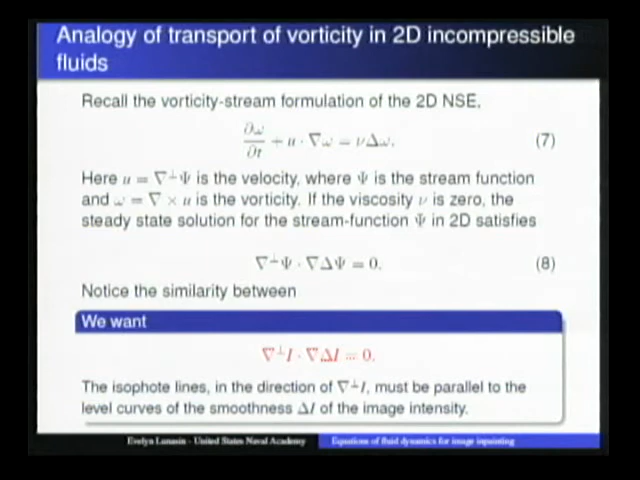 Analogy of transport of vorticity in 2D incompressible
fluids
Recall the vorticity-stream formulation of the 2D NSE,
∂ω/∂t + u · ∇ω = νΔω, (7)
Here u = ∇⊥Ψ is the velocity, where Ψ is the stream function
and ω = ∇ × u is the vorticity. If the viscosity ν is zero, the
steady state solution for the stream-function Ψ in 2D satisfies
∇⊥Ψ · ∇ΔΨ = 0. (8)
Notice the similarity between
We want
∇⊥I · ∇ΔI = 0.
The isophote lines, in the direction of ∇⊥I, must be parallel to the
level curves of the smoothness ΔI of the image intensity.
Evelyn Lunasin - United States Naval Academy Equations of fluid dynamics for image inpainting